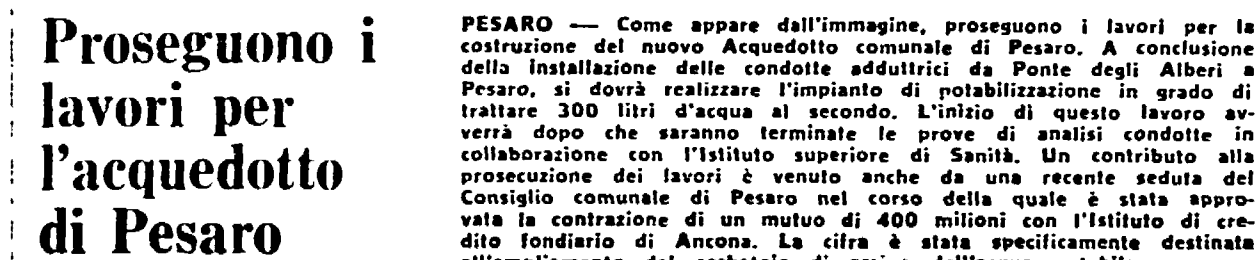 Proseguono i
lavori per
l'acquedotto
di Pesaro
PESARO — Come appare dall'immagine, proseguono i lavori per la
costruzione del nuovo Acquedotto comunale di Pesaro. A conclusione
della installazione delle condotte adduttrici da Ponte degli Alberi a
Pesaro, si dovrà realizzare l'impianto di potabilizzazione in grado di
trattare 300 litri d'acqua al secondo. L'inizio di questo lavoro av-
verrà dopo che saranno terminate le prove di analisi condotte in
collaborazione con l'Istituto superiore di Sanità. Un contributo alla
prosecuzione dei lavori è venuto anche da una recente seduta del
Consiglio comunale di Pesaro nel corso della quale è stata appro-
vata la contrazione di un mutuo di 400 milioni con l'Istituto di cre-
dito fondiario di Ancona. La cifra è stata specificamente destinata